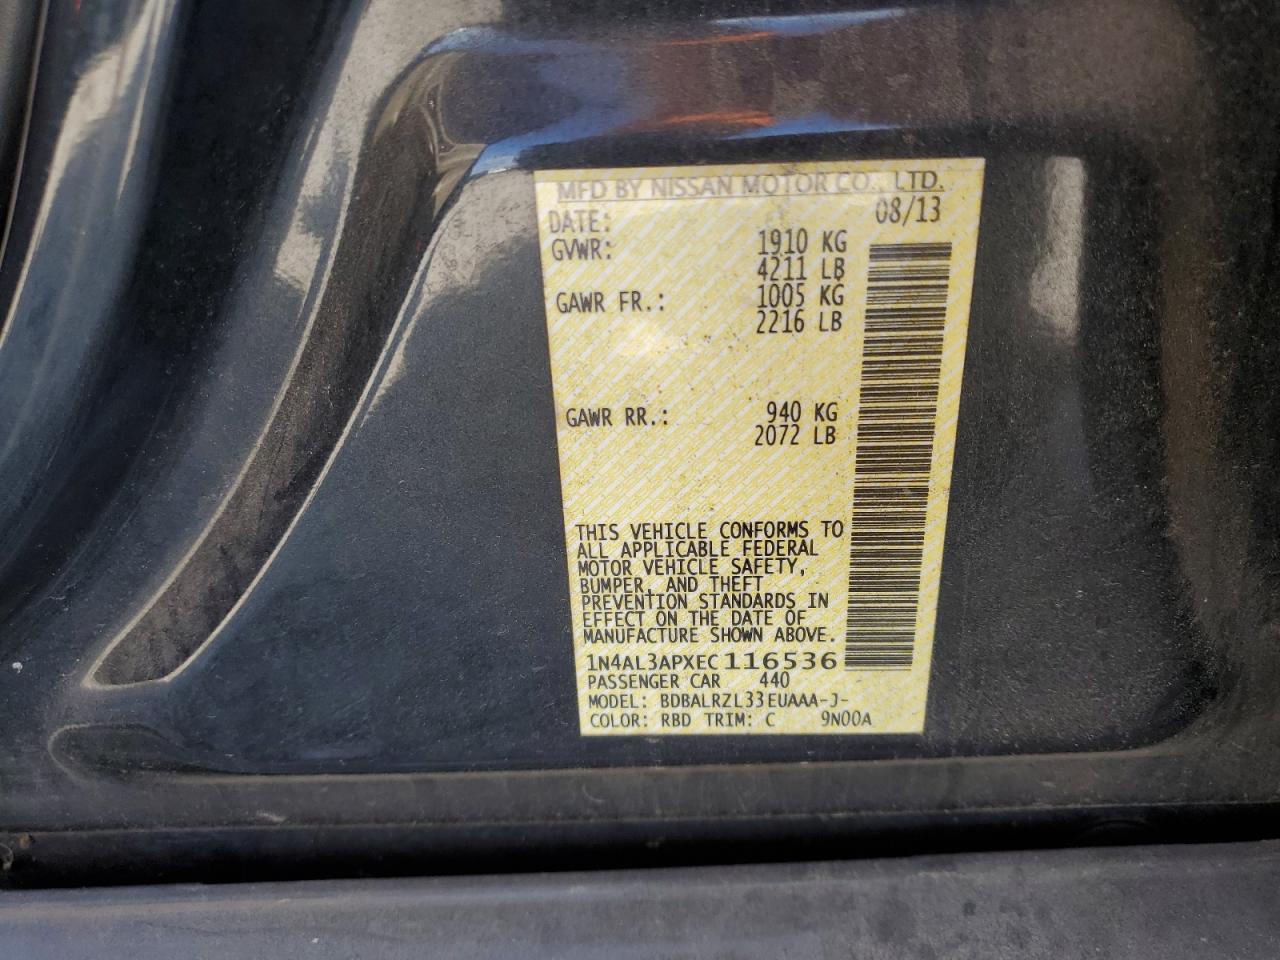 MFD BY NISSAN MOTOR CO., LTD.
DATE: 08/13
GVWR: 1910 KG
4211 LB
GAWR FR.: 1005 KG
2216 LB
GAWR RR.: 940 KG
2072 LB
THIS VEHICLE CONFORMS TO
ALL APPLICABLE FEDERAL
MOTOR VEHICLE SAFETY,
BUMPER, AND THEFT
PREVENTION STANDARDS IN
EFFECT ON THE DATE OF
MANUFACTURE SHOWN ABOVE.
1N4AL3APXEC116536
PASSENGER CAR 440
MODEL: BDBALRZL33EUAAA-J-
COLOR: RBD TRIM: C 9N00A